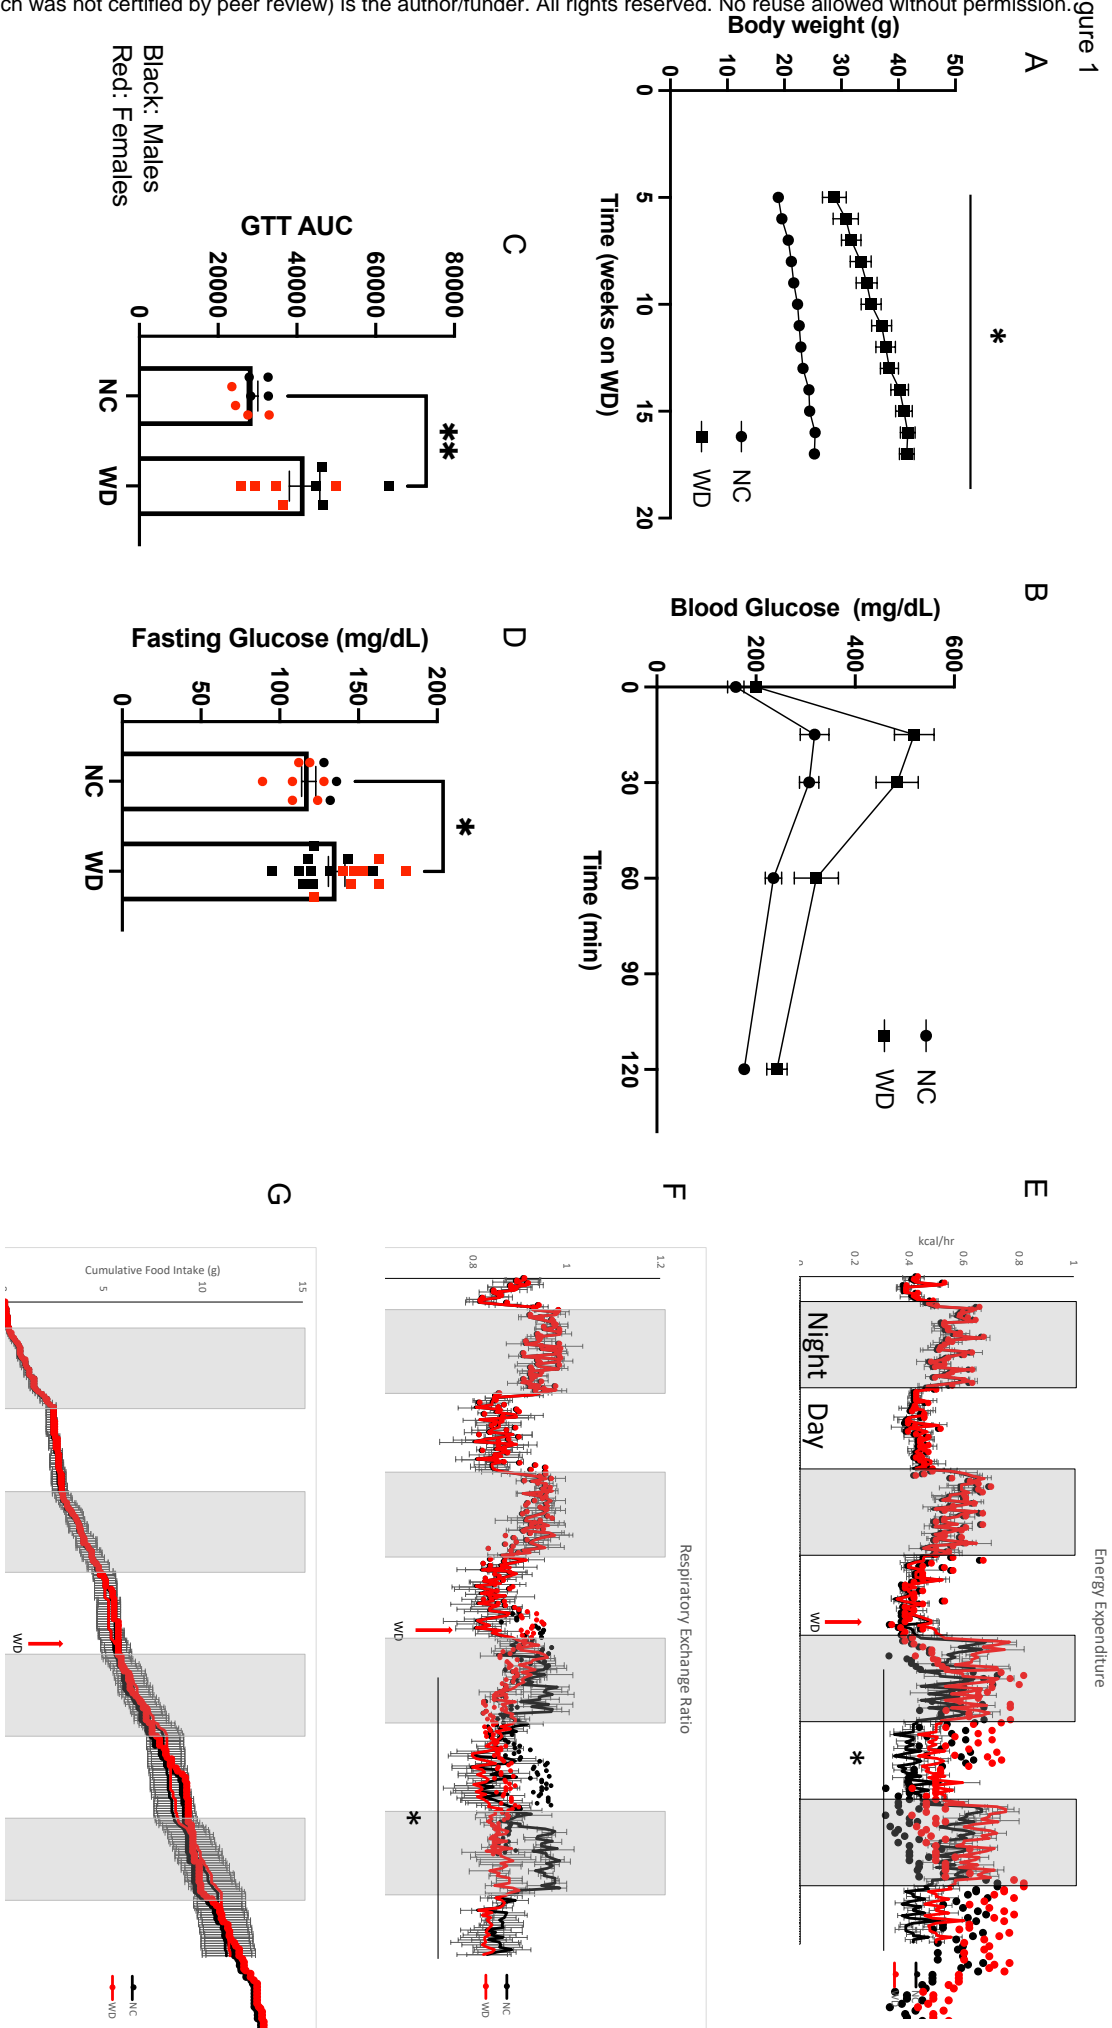 ch was not certified by peer review) is the author/funder. All rights reserved. No reuse allowed without permission.
gure 1
A
Body weight (g)
50
40
30
20
10
0
0
5
10
15
20
Time (weeks on WD)
*
NC
WD
B
Blood Glucose (mg/dL)
600
400
200
0
0
30
60
90
120
Time (min)
NC
WD
C
GTT AUC
80000
60000
40000
20000
0
NC
WD
**
Black: Males
Red: Females
D
Fasting Glucose (mg/dL)
200
150
100
50
0
NC
WD
*
E
Energy Expenditure
kcal/hr
1
0.8
0.6
0.4
0.2
Night
Day
WD
*
F
Respiratory Exchange Ratio
1.2
1
0.8
WD
*
NC
WD
G
Cumulative Food Intake (g)
15
10
5
WD
NC
WD